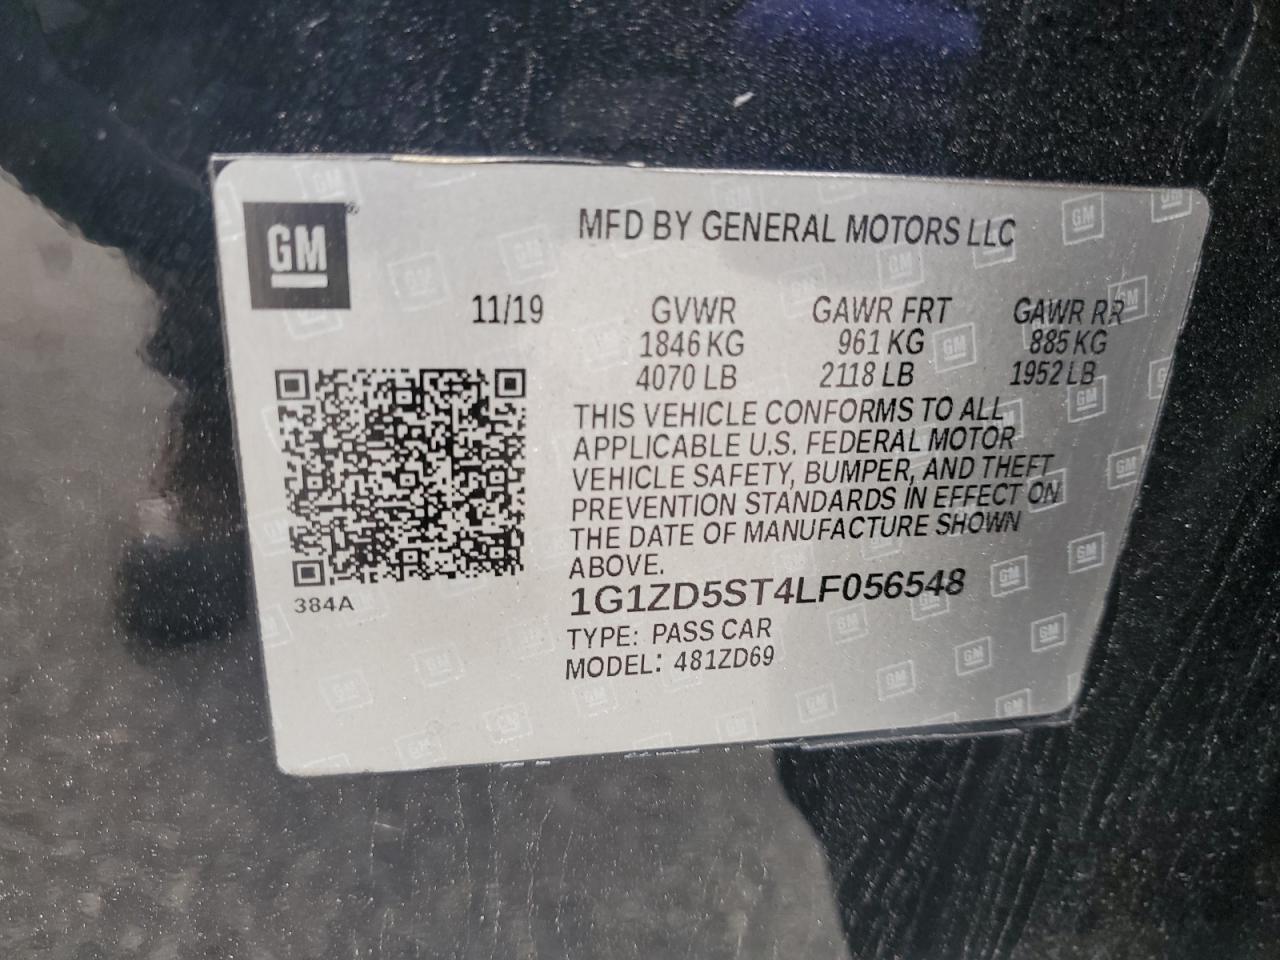 GM
MFD BY GENERAL MOTORS LLC
11/19 GVWR GAWR FRT GAWR RR
1846 KG 961 KG 885 KG
4070 LB 2118 LB 1952 LB
THIS VEHICLE CONFORMS TO ALL
APPLICABLE U.S. FEDERAL MOTOR
VEHICLE SAFETY, BUMPER, AND THEFT
PREVENTION STANDARDS IN EFFECT ON
THE DATE OF MANUFACTURE SHOWN
ABOVE.
384A
1G1ZD5ST4LF056548
TYPE: PASS CAR
MODEL: 481ZD69